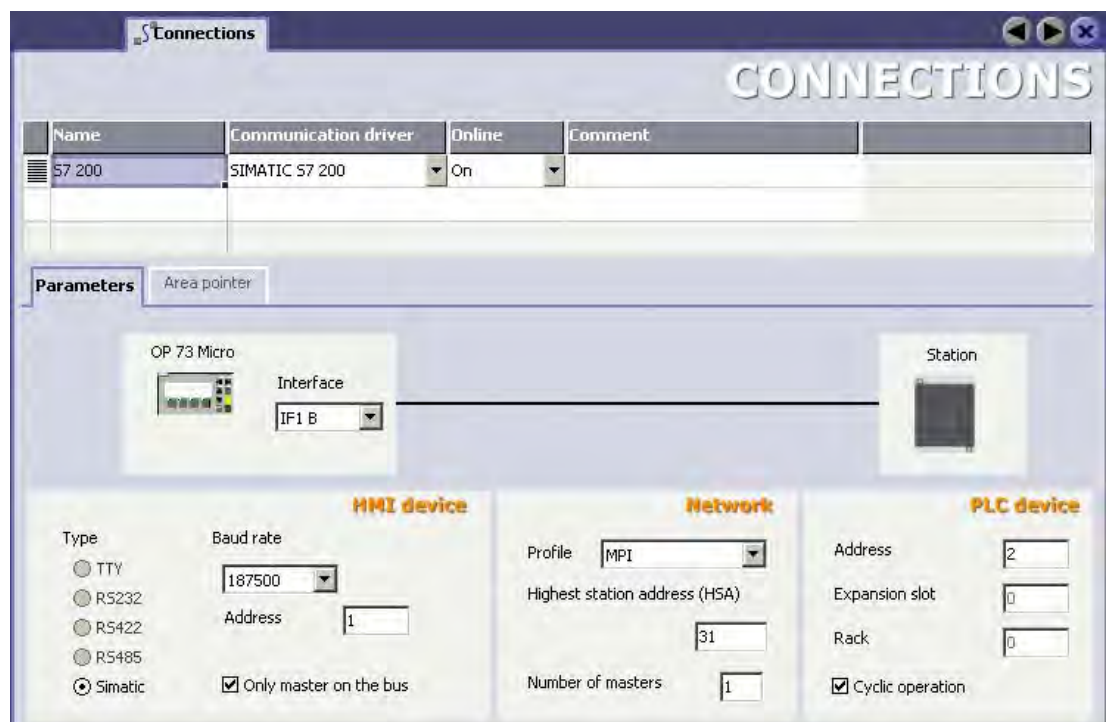 Connections
CONNECTIONS
Name Communication driver Online Comment
S7 200 SIMATIC S7 200 On
Parameters Area pointer
OP 73 Micro
Station
Interface
IF1 B
HMI device
Network
PLC device
Type
TTY
RS232
RS422
RS485
Simatic
Baud rate
187500
Address 1
Only master on the bus
Profile MPI
Highest station address (HSA)
31
Number of masters 1
Address 2
Expansion slot 0
Rack 0
Cyclic operation